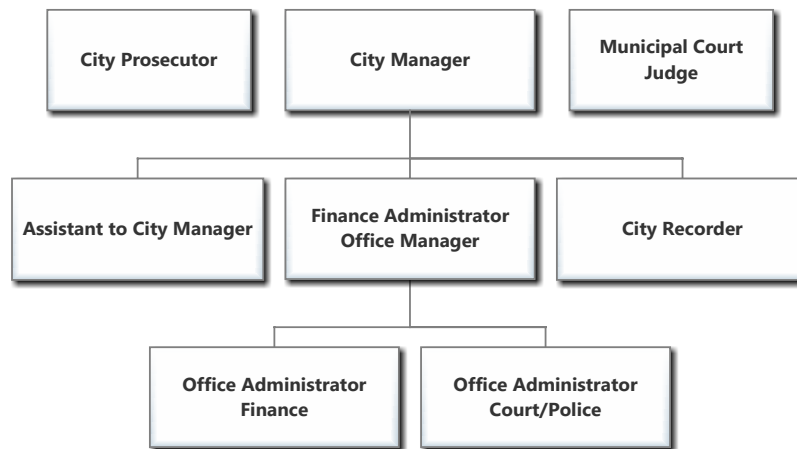 City Prosecutor
City Manager
Municipal Court
Judge
Assistant to City Manager
Finance Administrator
Office Manager
City Recorder
Office Administrator
Finance
Office Administrator
Court/Police